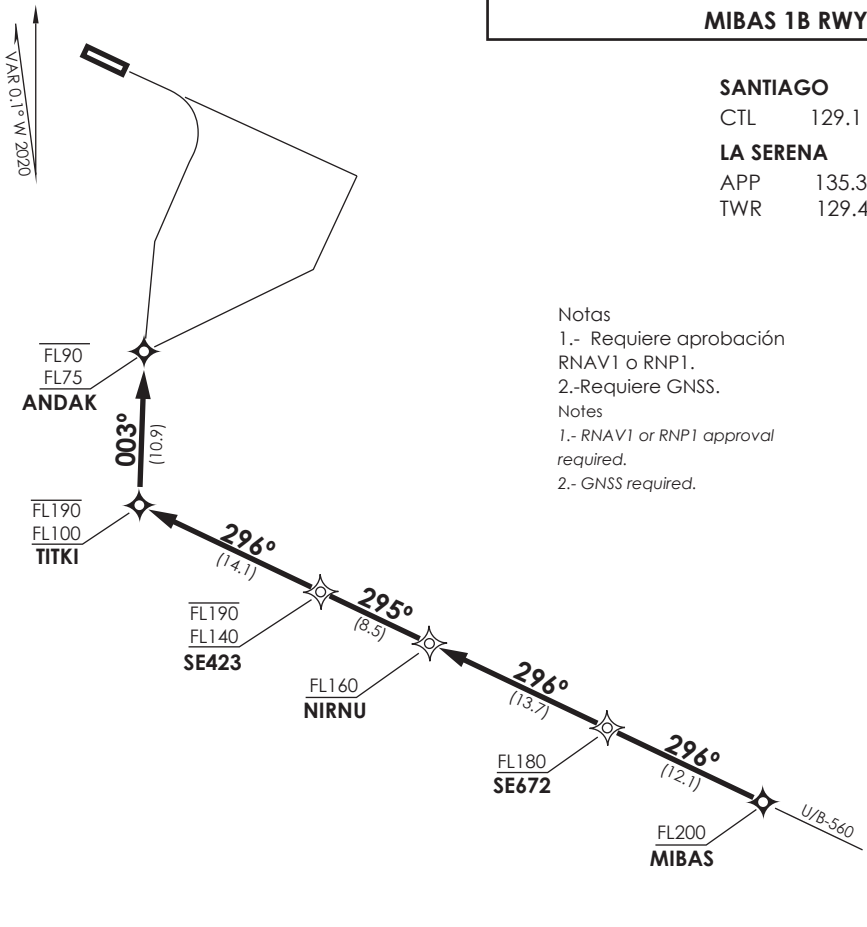 MIBAS 1B RWY
VAR 0.1° W 2020
SANTIAGO
CTL 129.1
LA SERENA
APP 135.3
TWR 129.4
Notas
1.- Requiere aprobación
RNAV1 o RNP1.
2.-Requiere GNSS.
Notes
1.- RNAV1 or RNP1 approval
required.
2.- GNSS required.
FL90
FL75
ANDAK
003°
(10.9)
FL190
FL100
TITKI
296°
(14.1)
FL190
FL140
SE423
295°
(8.5)
FL160
NIRNU
296°
(13.7)
FL180
SE672
296°
(12.1)
FL200
MIBAS
U/B-560